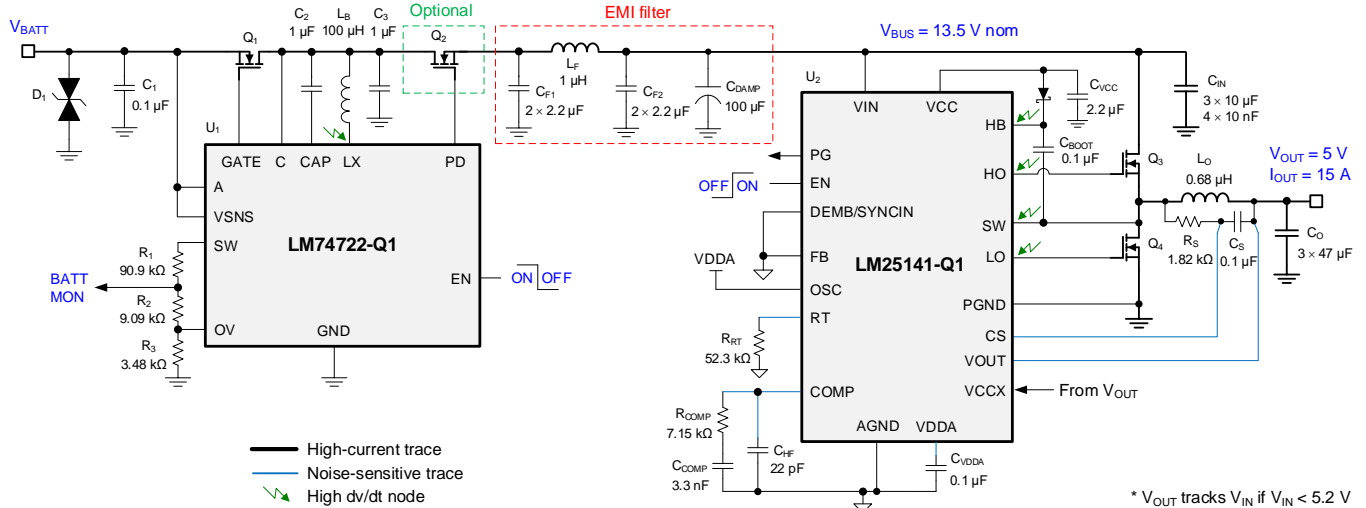 V_BATT
Q1
C2
1 µF
LB
100 µH
C3
1 µF
Optional
Q2
EMI filter
V_BUS = 13.5 V nom
D1
C1
0.1 µF
CF1
2 × 2.2 µF
LF
1 µH
CF2
2 × 2.2 µF
CDAMP
100 µF
U1
GATE
C
CAP
LX
PD
A
VSNS
SW
OV
LM74722-Q1
EN
GND
ON
OFF
R1
90.9 kΩ
BATT
MON
R2
9.09 kΩ
R3
3.48 kΩ
U2
VIN
VCC
CVCC
2.2 µF
HB
CBOOT
0.1 µF
PG
EN
OFF
ON
HO
Q3
DEMB/SYNCIN
SW
FB
LM25141-Q1
LO
Q4
VDDA
OSC
PGND
RT
RRT
52.3 kΩ
CS
VOUT
COMP
VCCX
From VOUT
RCOMP
7.15 kΩ
CCOMP
3.3 nF
CHF
22 pF
AGND
VDDA
CVDDA
0.1 µF
CIN
3 × 10 µF
4 × 10 nF
LO
0.68 µH
VOUT = 5 V
IOUT = 15 A
RS
1.82 kΩ
CS
0.1 µF
CO
3 × 47 µF
High-current trace
Noise-sensitive trace
High dv/dt node
* VOUT tracks VIN if VIN < 5.2 V